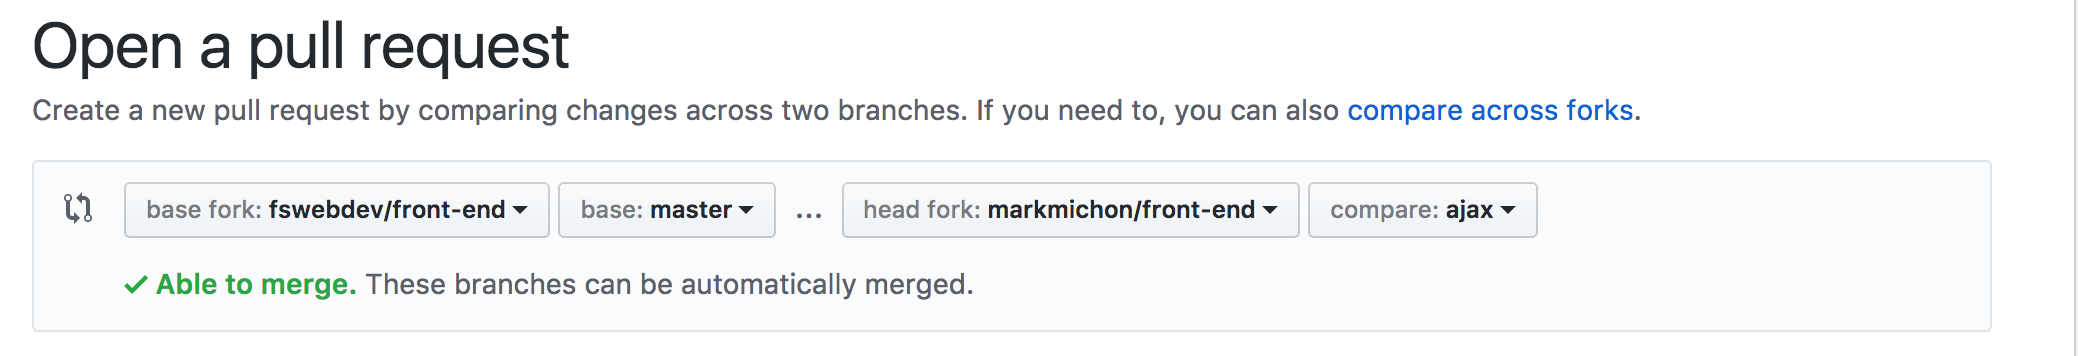 Open a pull request
Create a new pull request by comparing changes across two branches. If you need to, you can also compare across forks.
base fork: fswebdev/front-end base: master ... head fork: markmichon/front-end compare: ajax
Able to merge. These branches can be automatically merged.